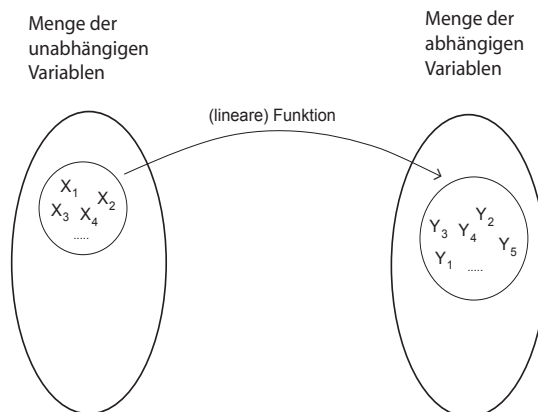 Menge der
unabhängigen
Variablen
Menge der
abhängigen
Variablen
(lineare) Funktion
X₁
X₂
X₃ X₄
.....
Y₂
Y₃ Y₄
Y₅
Y₁ .....